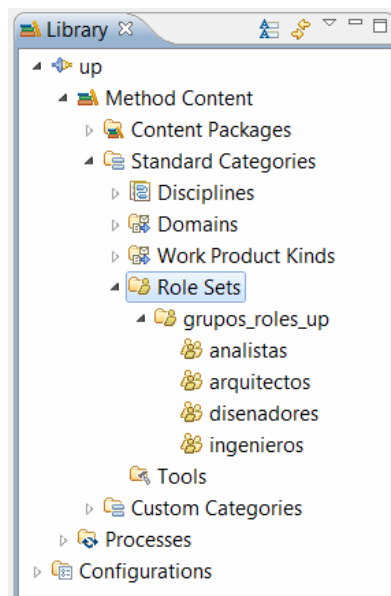 Library
up
Method Content
Content Packages
Standard Categories
Disciplines
Domains
Work Product Kinds
Role Sets
grupos_roles_up
analistas
arquitectos
disenadores
ingenieros
Tools
Custom Categories
Processes
Configurations